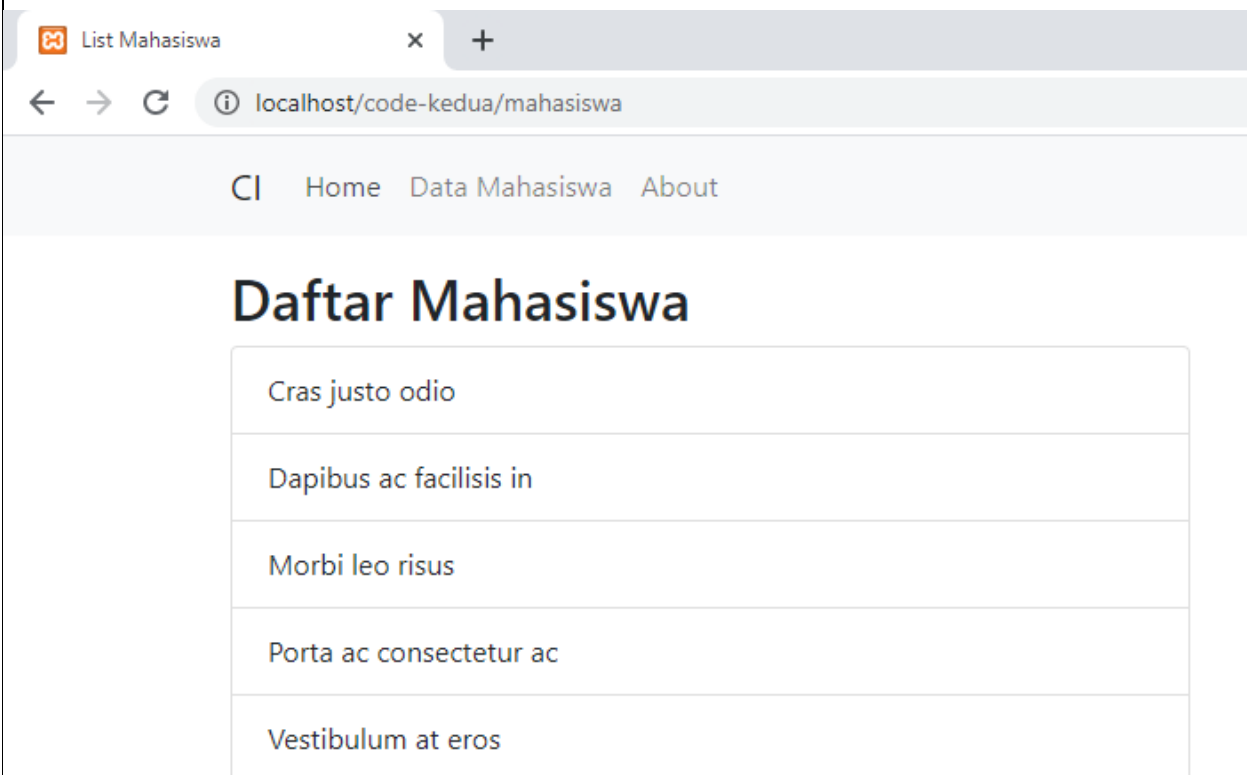 List Mahasiswa
localhost/code-kedua/mahasiswa
CI Home Data Mahasiswa About
Daftar Mahasiswa
Cras justo odio
Dapibus ac facilisis in
Morbi leo risus
Porta ac consectetur ac
Vestibulum at eros